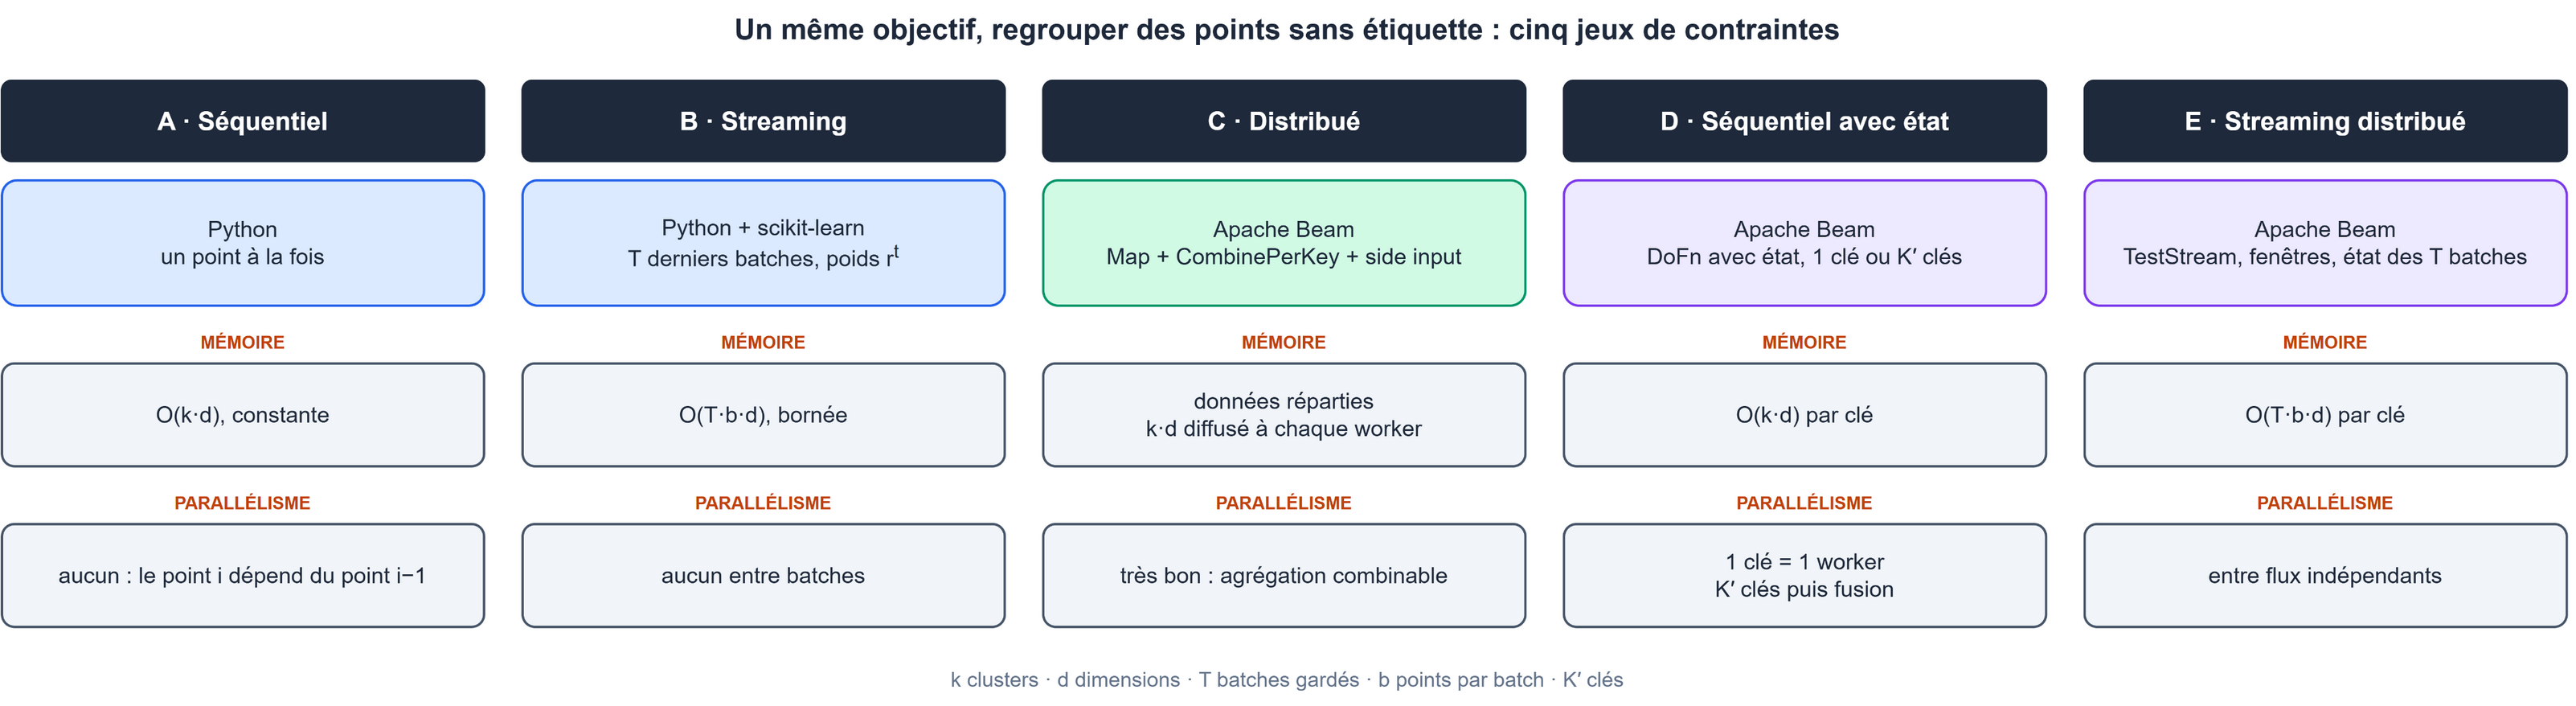 Un même objectif, regrouper des points sans étiquette : cinq jeux de contraintes
A · Séquentiel
Python
un point à la fois
MÉMOIRE
O(k·d), constante
PARALLÉLISME
aucun : le point i dépend du point i−1
B · Streaming
Python + scikit-learn
T derniers batches, poids r^t
MÉMOIRE
O(T·b·d), bornée
PARALLÉLISME
aucun entre batches
C · Distribué
Apache Beam
Map + CombinePerKey + side input
MÉMOIRE
données réparties
k·d diffusé à chaque worker
PARALLÉLISME
très bon : agrégation combinable
D · Séquentiel avec état
Apache Beam
DoFn avec état, 1 clé ou K′ clés
MÉMOIRE
O(k·d) par clé
PARALLÉLISME
1 clé = 1 worker
K′ clés puis fusion
E · Streaming distribué
Apache Beam
TestStream, fenêtres, état des T batches
MÉMOIRE
O(T·b·d) par clé
PARALLÉLISME
entre flux indépendants
k clusters · d dimensions · T batches gardés · b points par batch · K′ clés